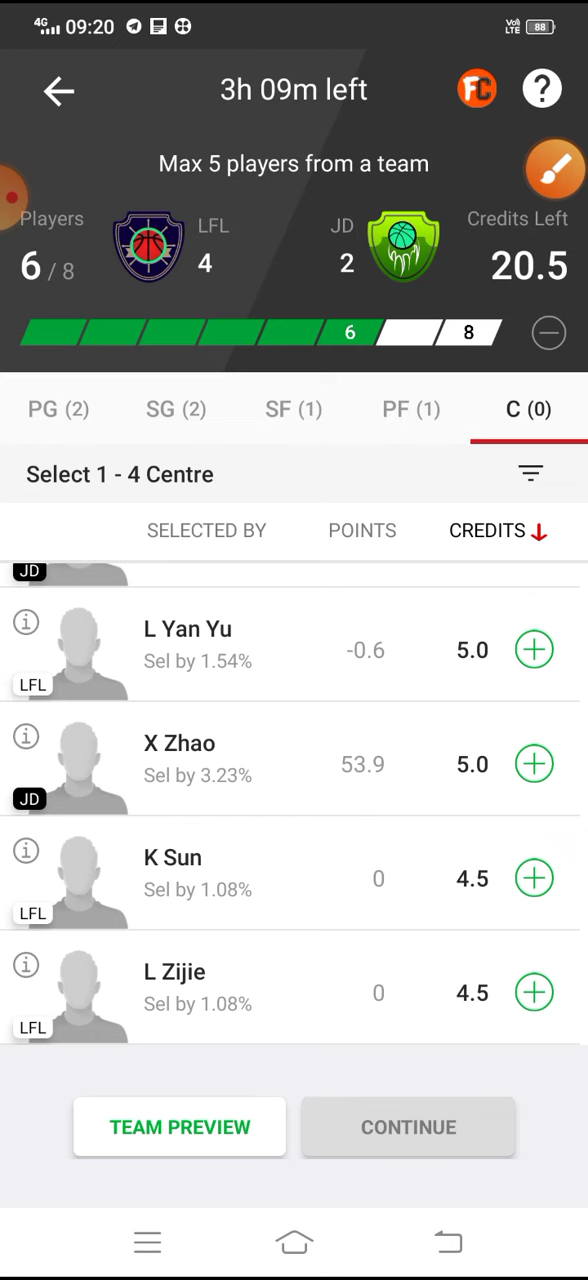 4G 09:20 Vo) LTE 88
3h 09m left FC ?
Max 5 players from a team
Players LFL JD Credits Left
6 / 8 4 2 20.5
6 8
PG (2) SG (2) SF (1) PF (1) C (0)
Select 1 - 4 Centre
SELECTED BY POINTS CREDITS
JD
L Yan Yu
Sel by 1.54% -0.6 5.0
LFL
X Zhao
Sel by 3.23% 53.9 5.0
JD
K Sun
Sel by 1.08% 0 4.5
LFL
L Zijie
Sel by 1.08% 0 4.5
LFL
TEAM PREVIEW CONTINUE